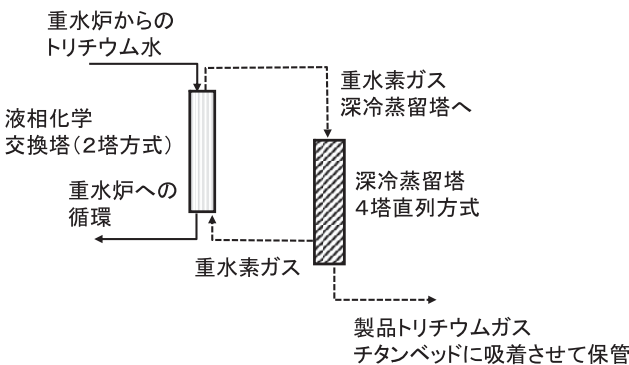 重水炉からの
トリチウム水
液相化学
交換塔(2塔方式)
重水炉への
循環
重水素ガス
深冷蒸留塔へ
深冷蒸留塔
4塔直列方式
重水素ガス
製品トリチウムガス
チタンベッドに吸着させて保管